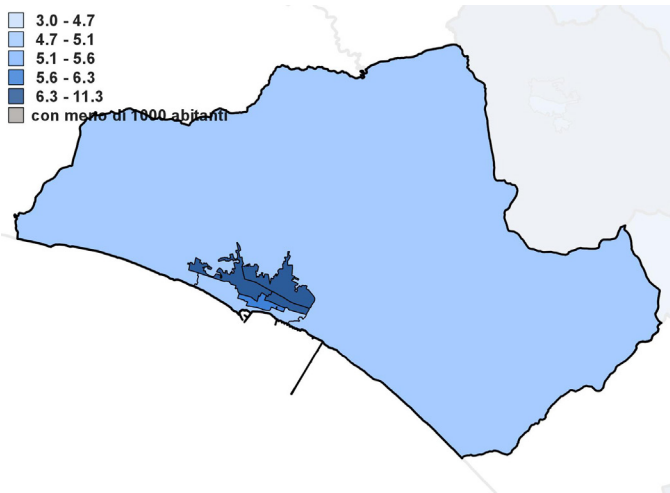 3.0 - 4.7
4.7 - 5.1
5.1 - 5.6
5.6 - 6.3
6.3 - 11.3
con meno di 1000 abitanti